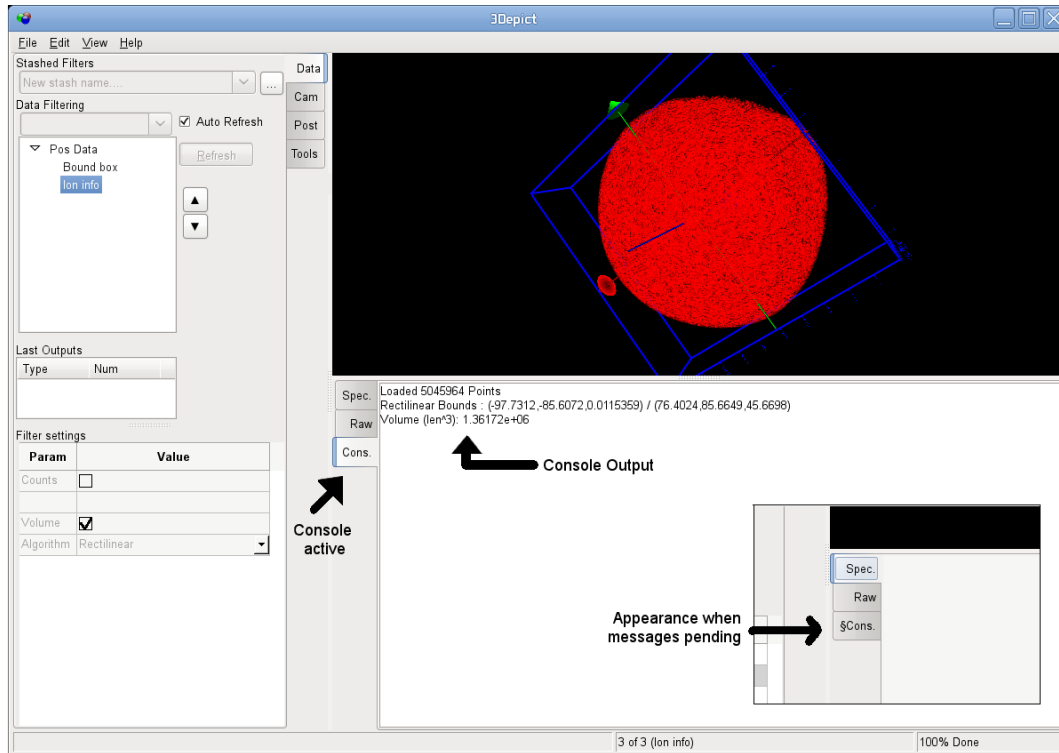 3Depict
File Edit View Help
Stashed Filters
New stash name....
...
Data Filtering
Auto Refresh
Pos Data
Bound box
Ion info
Refresh
Last Outputs
Type Num
Filter settings
Param Value
Counts
Volume
Algorithm Rectilinear
Data
Cam
Post
Tools
Spec.
Raw
Cons.
Loaded 5045964 Points
Rectilinear Bounds : (-97.7312,-85.6072,0.0115359) / (76.4024,85.6649,45.6698)
Volume (len^3): 1.36172e+06
Console Output
Console
active
Appearance when
messages pending
Spec.
Raw
§Cons.
3 of 3 (Ion info)
100% Done